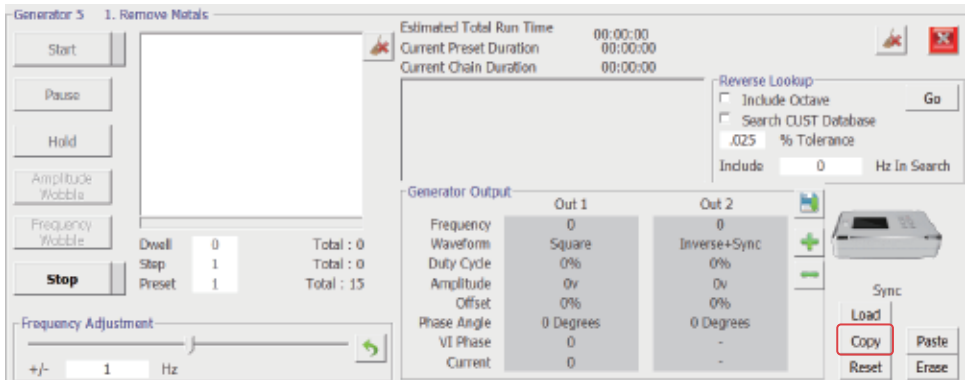 Generator 5 1. Remove Metals
Start
Pause
Hold
Amplitude
Wobble
Frequency
Wobble
Stop
Dwell 0 Total : 0
Step 1 Total : 0
Preset 1 Total : 15
Frequency Adjustment
+/- 1 Hz
Estimated Total Run Time 00:00:00
Current Preset Duration 00:00:00
Current Chain Duration 00:00:00
Reverse Lookup
Include Octave Go
Search CUST Database
.025 % Tolerance
Include 0 Hz In Search
Generator Output
Out 1 Out 2
Frequency 0 0
Waveform Square Inverse+Sync
Duty Cycle 0% 0%
Amplitude 0v 0v
Offset 0% 0%
Phase Angle 0 Degrees 0 Degrees
VI Phase 0 -
Current 0 -
Sync
Load
Copy Paste
Reset Erase